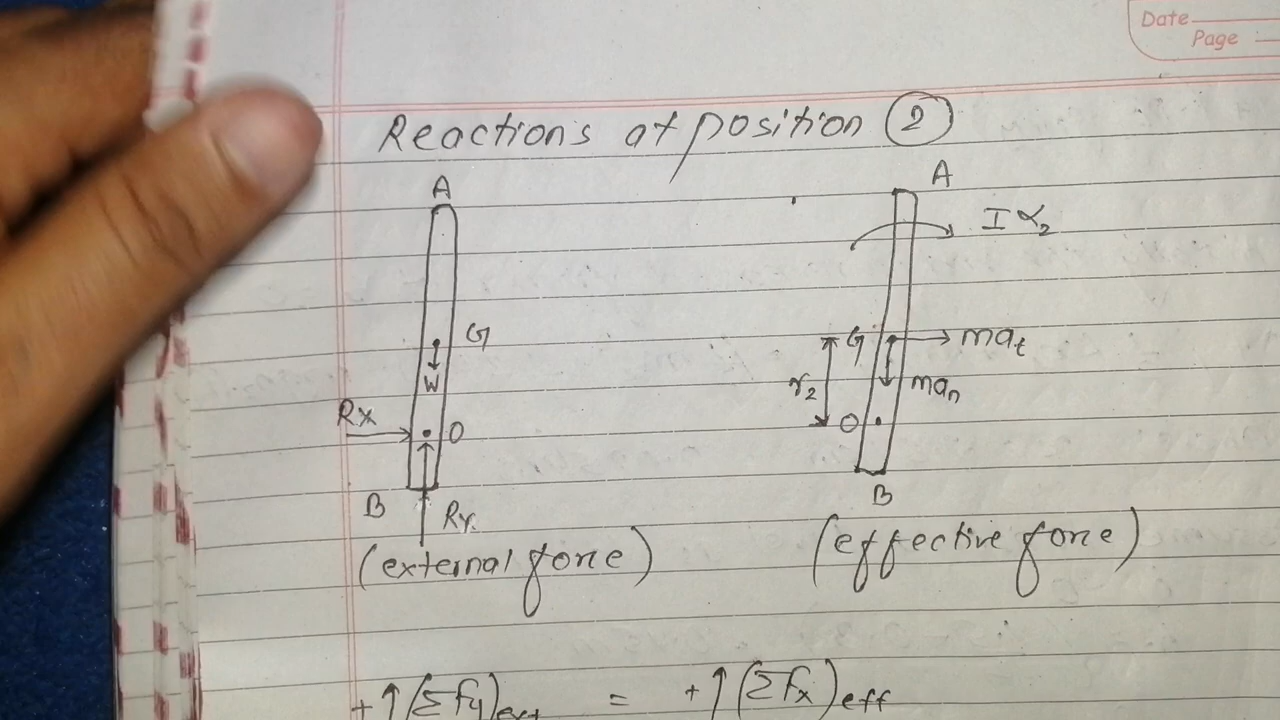 Date
Page
Reactions at position 2
A
A
Iα₂
G
G
maₜ
W
r₂
maₙ
Rx
O
O
B
Ry.
B
(external force)
(effective force)
+↑(ΣFy)ext = +↑(ΣFx)eff